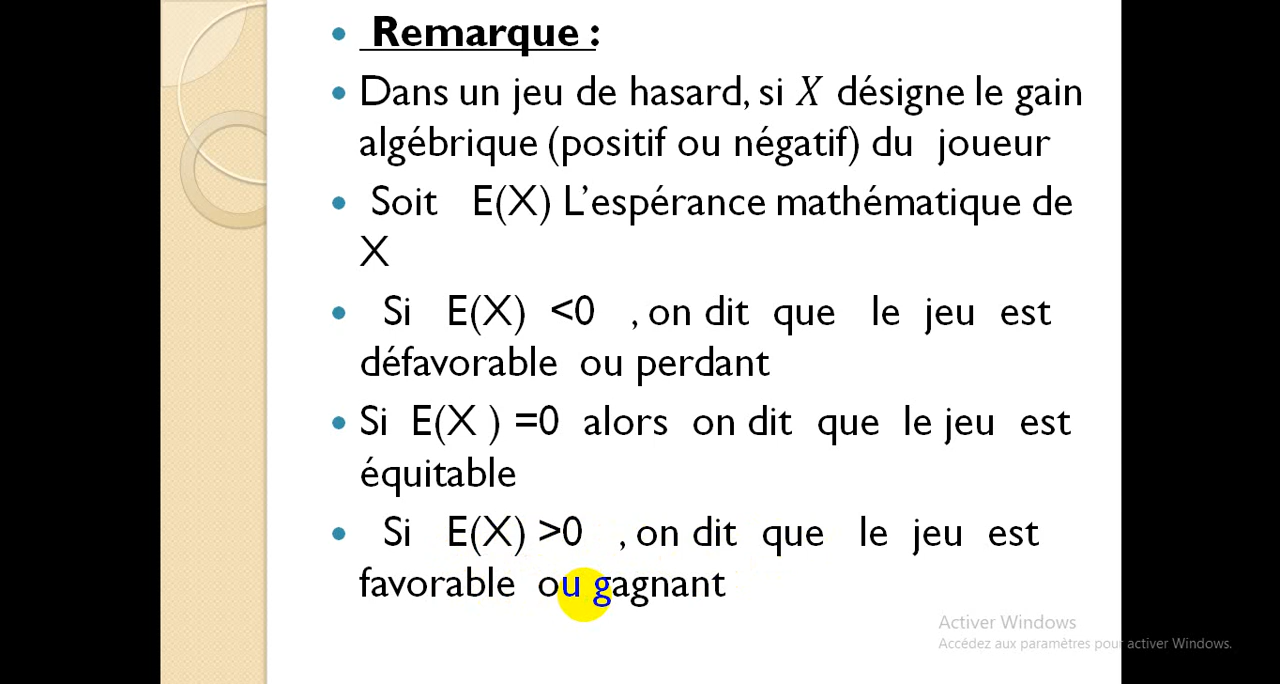 • Remarque :
• Dans un jeu de hasard, si X désigne le gain
algébrique (positif ou négatif) du joueur
• Soit E(X) L’espérance mathématique de
X
• Si E(X) <0 , on dit que le jeu est
défavorable ou perdant
• Si E(X ) =0 alors on dit que le jeu est
équitable
• Si E(X) >0 , on dit que le jeu est
favorable ou gagnant
Activer Windows
Accédez aux paramètres pour activer Windows.